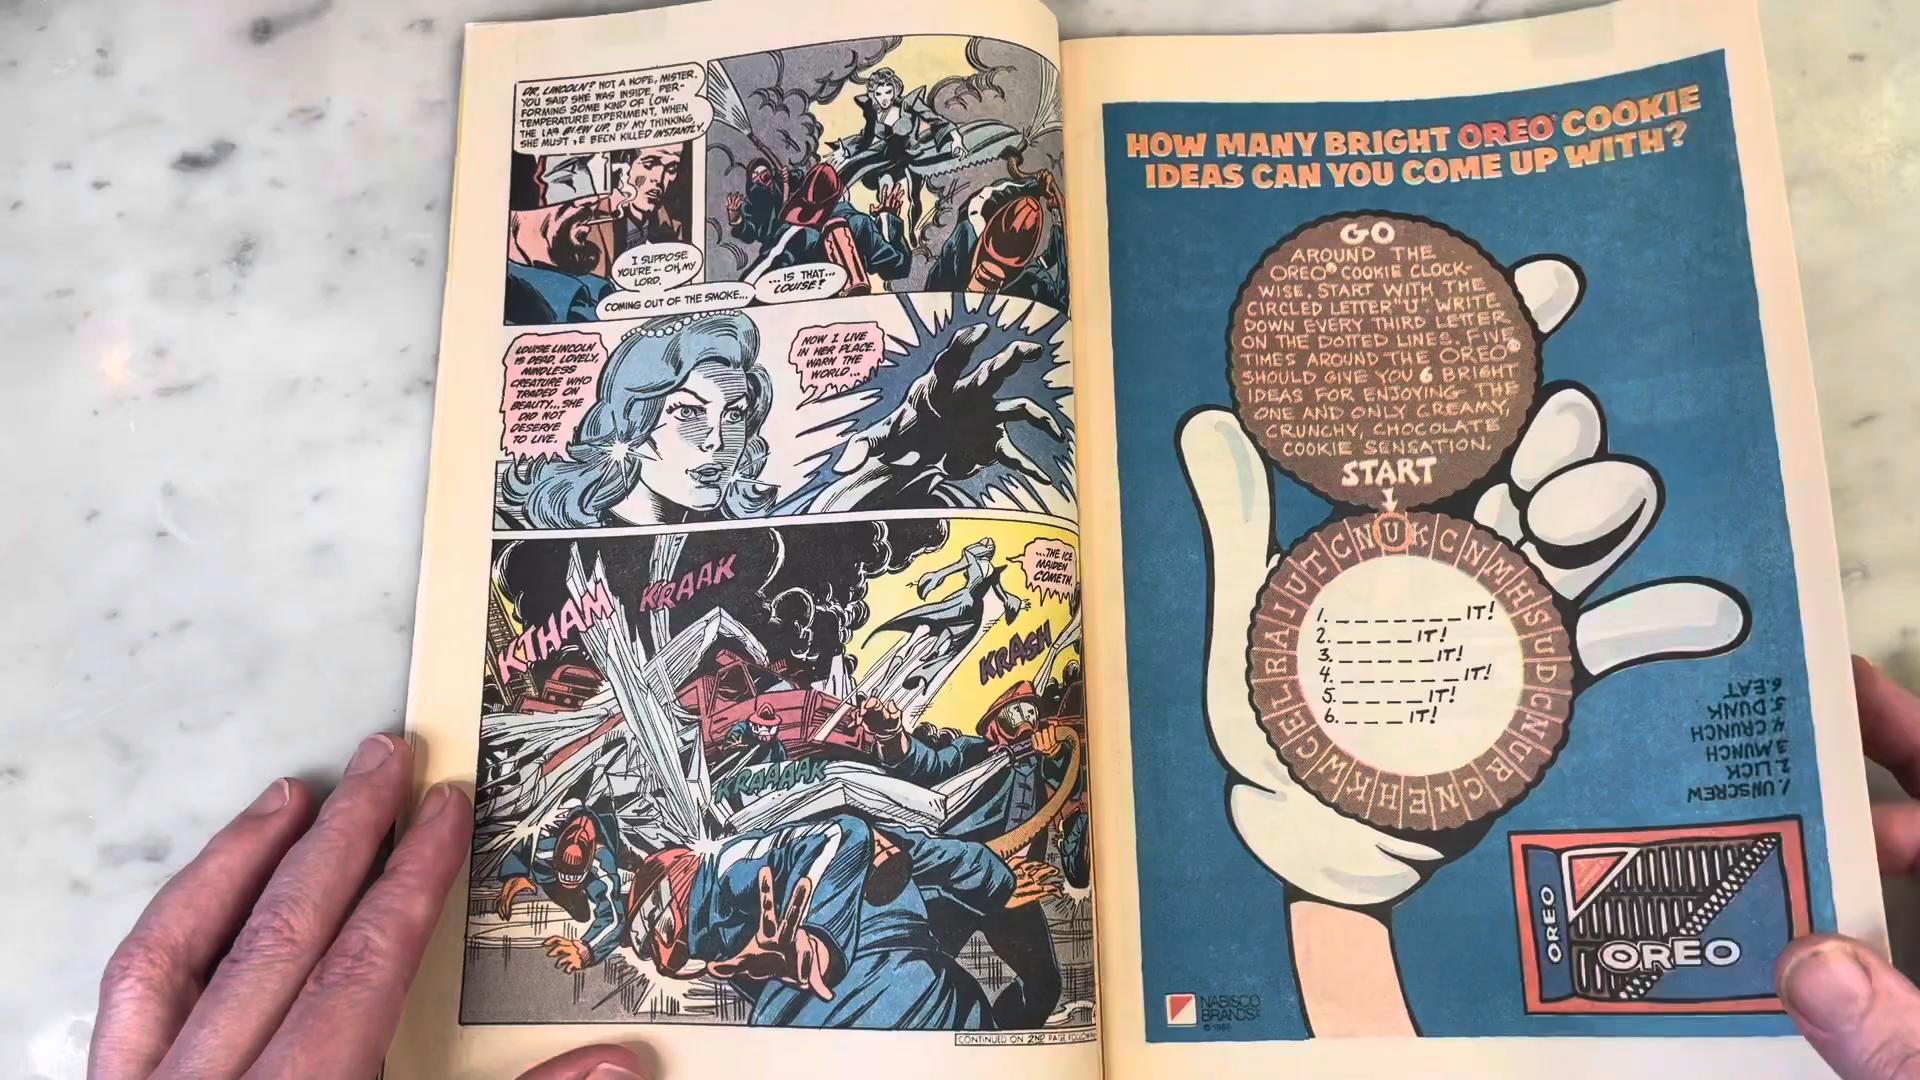 DR. LINCOLN? NOT A HOPE, MISTER.
YOU SAID SHE WAS INSIDE, PER-
FORMING SOME KIND OF LOW-
TEMPERATURE EXPERIMENT, WHEN
THE LAB BLEW UP. BY MY THINKING,
SHE MUST BEEN KILLED INSTANTLY.
I SUPPOSE
YOU'RE -- OH, MY
LORD.
COMING OUT OF THE SMOKE...
...IS THAT...
LOUISE?
LOUISE LINCOLN
IS DEAD. LOVELY,
MINDLESS
CREATURE WHO
TRADED ON
BEAUTY...SHE
DID NOT
DESERVE
TO LIVE.
NOW I LIVE
IN HER PLACE.
WARN THE
WORLD...
...THE ICE
MAIDEN
COMETH.
KTHAM
KRAAK
KRASH
KRAAAAK
CONTINUED ON 2ND PAGE
HOW MANY BRIGHT OREO® COOKIE
IDEAS CAN YOU COME UP WITH?
GO
AROUND THE
OREO® COOKIE CLOCK-
WISE. START WITH THE
CIRCLED LETTER "U". WRITE
DOWN EVERY THIRD LETTER
ON THE DOTTED LINES. FIVE
TIMES AROUND THE OREO®
SHOULD GIVE YOU 6 BRIGHT
IDEAS FOR ENJOYING THE
ONE AND ONLY CREAMY,
CRUNCHY, CHOCOLATE
COOKIE SENSATION.
START
UKCNMHSUDCNURCNEHKWCELRAIUTCN
1. _ _ _ _ _ _ _ IT!
2. _ _ _ _ IT!
3. _ _ _ _ _ IT!
4. _ _ _ _ _ _ IT!
5. _ _ _ _ IT!
6. _ _ _ IT!
1. UNSCREW
2. LICK
3. MUNCH
4. CRUNCH
5. DUNK
6. EAT
OREO
OREO
NABISCO
BRANDS